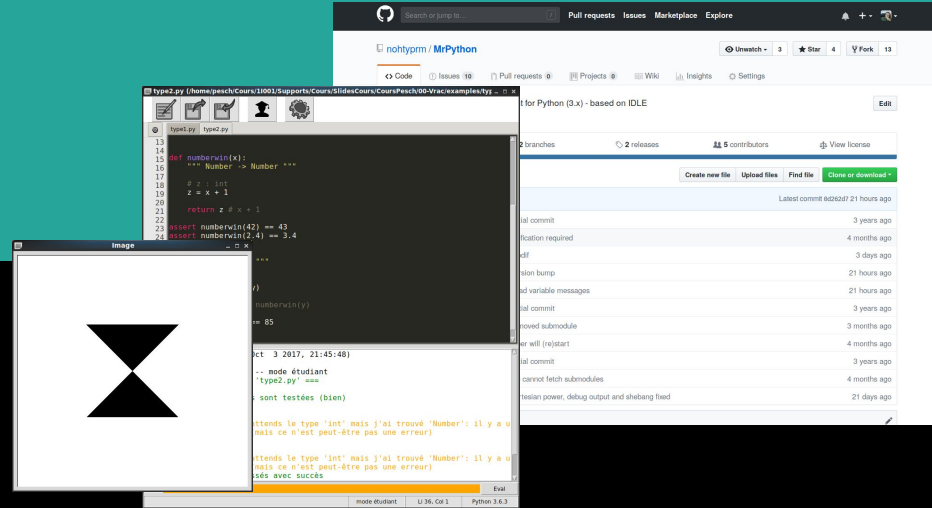 Search or jump to...
/
Pull requests Issues Marketplace Explore
nohtyprm / MrPython
Unwatch 3 Star 4 Fork 13
Code Issues 10 Pull requests 0 Projects 0 Wiki Insights Settings
t for Python (3.x) - based on IDLE
Edit
2 branches 2 releases 5 contributors View license
Create new file Upload files Find file Clone or download
Latest commit 21 hours ago
ial commit 3 years ago
fication required 4 months ago
dif 3 days ago
sion bump 21 hours ago
ad variable messages 21 hours ago
ial commit 3 years ago
noved submodule 3 months ago
er will (re)start 4 months ago
ial commit 3 years ago
cannot fetch submodules 4 months ago
rtesian power, debug output and shebang fixed 21 days ago
type2.py (/home/pesch/Cours/1I001/Supports/Cours/SlidesCours/CoursPesch/00-Vrac/examples/typ
type1.py type2.py
13
14
15 def numberwin(x):
16 """ Number -> Number """
17
18 # z : int
19 z = x + 1
20
21 return z # x + 1
22
23 assert numberwin(42) == 43
24 assert numberwin(2.4) == 3.4
"""
y)
numberwin(y)
== 85
Oct 3 2017, 21:45:48)
-- mode étudiant
'type2.py' ===
s sont testées (bien)
ttends le type 'int' mais j'ai trouvé 'Number': il y a u
mais ce n'est peut-être pas une erreur)
ttends le type 'int' mais j'ai trouvé 'Number': il y a u
mais ce n'est peut-être pas une erreur)
ssés avec succès
Eval
mode étudiant Li 36, Col 1 Python 3.6.3
Image